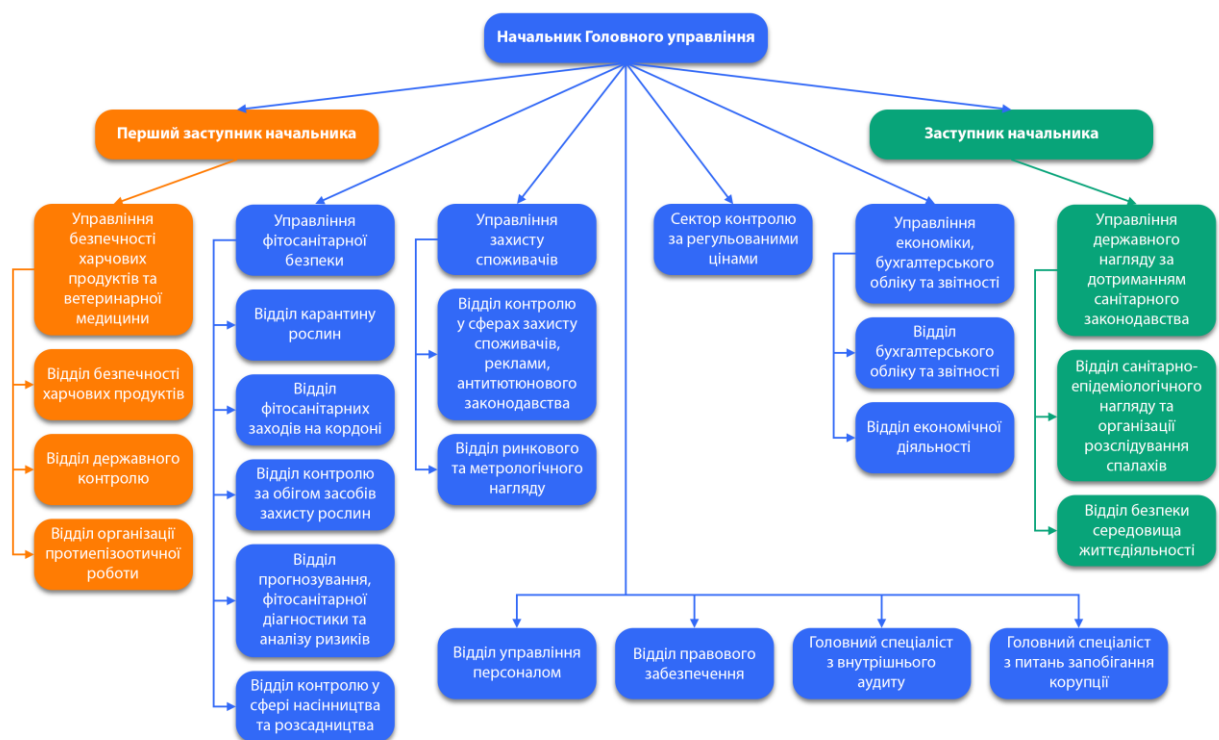 Начальник Головного управління
Перший заступник начальника
Заступник начальника
Управління
безпечності
харчових
продуктів та
ветеринарної
медицини
Відділ безпечності
харчових продуктів
Відділ державного
контролю
Відділ організації
протиепізоотичної
роботи
Управління
фітосанітарної
безпеки
Відділ карантину
рослин
Відділ
фітосанітарних
заходів на кордоні
Відділ контролю
за обігом засобів
захисту рослин
Відділ
прогнозування,
фітосанітарної
діагностики та
аналізу ризиків
Відділ контролю у
сфері насінництва
та розсадництва
Управління
захисту
споживачів
Відділ контролю
у сферах захисту
споживачів,
реклами,
антитютюнового
законодавства
Відділ ринкового
та метрологічного
нагляду
Сектор контролю
за регульованими
цінами
Управління
економіки,
бухгалтерського
обліку та звітності
Відділ
бухгалтерського
обліку та звітності
Відділ економічної
діяльності
Управління
державного
нагляду за
дотриманням
санітарного
законодавства
Відділ санітарно-
епідеміологічного
нагляду та
організації
розслідування
спалахів
Відділ безпеки
середовища
життєдіяльності
Відділ управління
персоналом
Відділ правового
забезпечення
Головний спеціаліст
з внутрішнього
аудиту
Головний спеціаліст
з питань запобігання
корупції